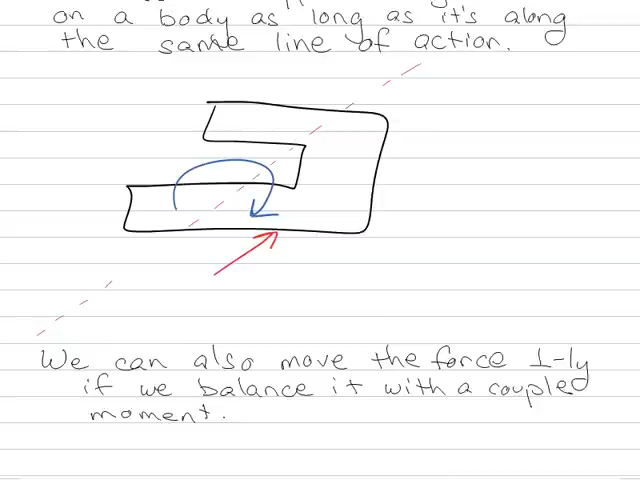 on a body as long as it's along
the same line of action.
We can also move the force ⊥-ly
if we balance it with a couple
moment.